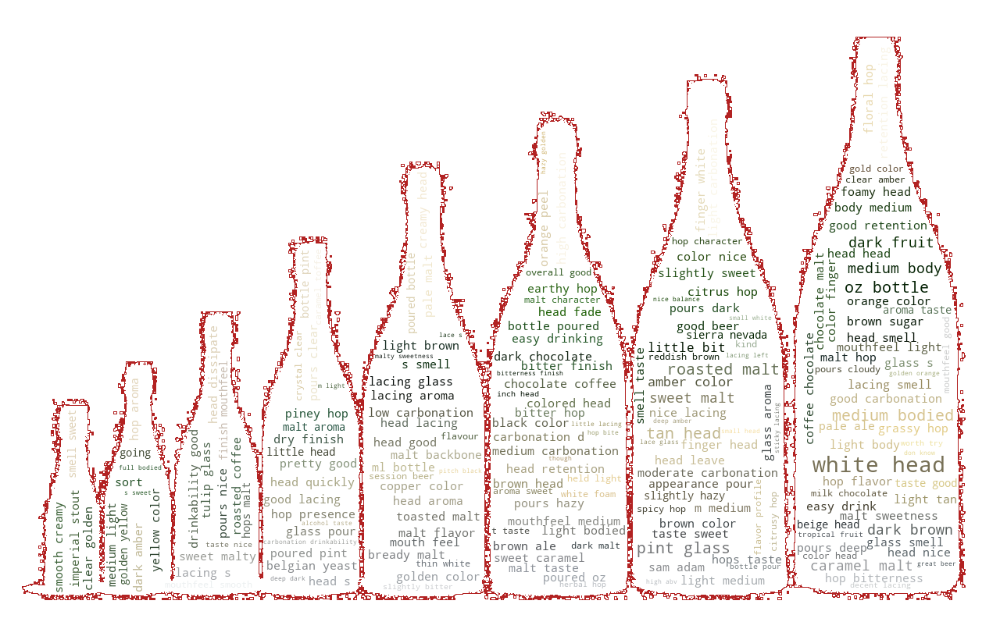 smell sweet
smooth creamy
imperial stout
clear golden
hop aroma
going
full bodied
sort
s sweet
medium light
golden yellow
dark amber
yellow color
head dissipate
finish mouthfeel
drinkability good
tulip glass
pours nice
roasted coffee
hops malt
taste nice
sweet malty
lacing s
mouthfeel smooth
bottle pint
crystal clear
pours clear
m light
piney hop
malt aroma
dry finish
little head
pretty good
head quickly
good lacing
hop presence
alcohol taste
glass pour
carbonation drinkability
poured pint
belgian yeast
deep dark
head s
creamy head
pale malt
poured bottle
lace s
light brown
malty sweetness
s smell
lacing glass
lacing aroma
low carbonation
head lacing
flavour
head good
malt backbone
ml bottle
pitch black
session beer
copper color
head aroma
toasted malt
malt flavor
mouth feel
bready malt
thin white
golden color
slightly bitter
hazy golden
high carbonation
orange peel
overall good
earthy hop
malt character
head fade
bottle poured
easy drinking
dark chocolate
bitter finish
bitterness finish
chocolate coffee
inch head
colored head
bitter hop
black color
little lacing
hop bite
carbonation d
medium carbonation
though
head retention
held light
brown head
aroma sweet
white foam
pours hazy
mouthfeel medium
t taste
light bodied
brown ale
dark malt
sweet caramel
malt taste
poured oz
herbal hop
finger white
light carbonation
hop character
color nice
slightly sweet
citrus hop
nice balance
pours dark
small white
good beer
sierra nevada
little bit
kind
reddish brown
lacing left
smell taste
roasted malt
amber color
sweet malt
glass aroma
sticky lacing
nice lacing
deep amber
tan head
small head
lace glass
finger head
head leave
moderate carbonation
appearance pour
slightly hazy
spicy hop
m medium
flavor profile
citrusy hop
brown color
taste sweet
pint glass
hops taste
sam adam
high abv
light medium
bottle pour
floral hop
retention lacing
gold color
clear amber
foamy head
body medium
good retention
dark fruit
head head
chocolate malt
color finger
medium body
oz bottle
orange color
aroma taste
brown sugar
head smell
mouthfeel good
mouthfeel light
coffee chocolate
malt hop
glass s
pours cloudy
golden orange
lacing smell
good carbonation
medium bodied
pale ale
grassy hop
light body
worth try
don know
white head
hop flavor
taste good
milk chocolate
light tan
easy drink
malt sweetness
beige head
dark brown
tropical fruit
glass smell
pours deep
head nice
color head
great beer
caramel malt
hop bitterness
decent lacing